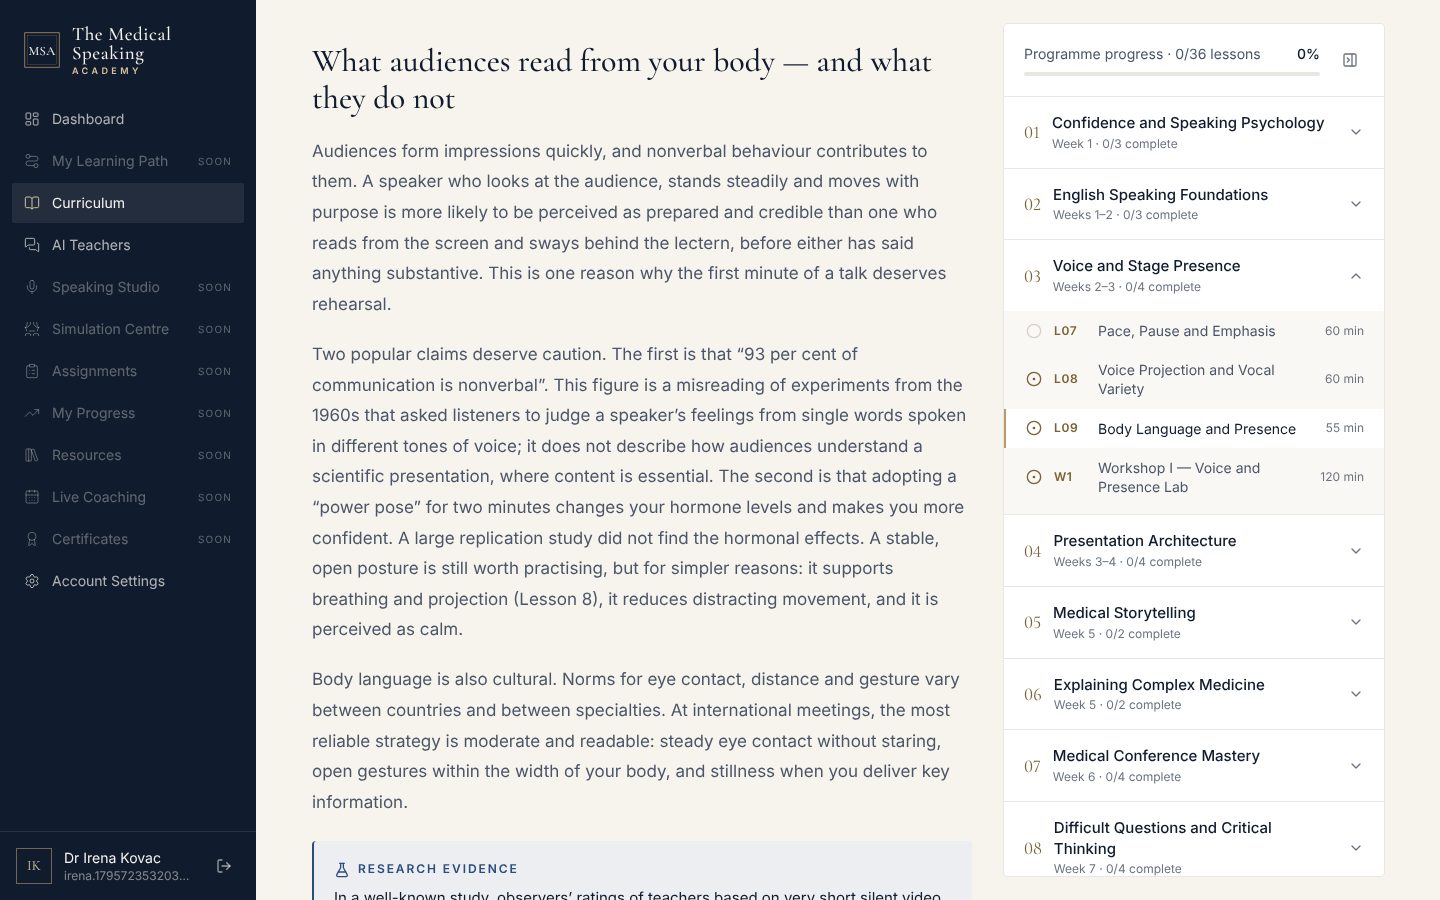 MSA
The Medical
Speaking
ACADEMY
Dashboard
My Learning Path SOON
Curriculum
AI Teachers
Speaking Studio SOON
Simulation Centre SOON
Assignments SOON
My Progress SOON
Resources SOON
Live Coaching SOON
Certificates SOON
Account Settings
IK
Dr Irena Kovac
irena.179572353203...
What audiences read from your body — and what
they do not
Audiences form impressions quickly, and nonverbal behaviour contributes to
them. A speaker who looks at the audience, stands steadily and moves with
purpose is more likely to be perceived as prepared and credible than one who
reads from the screen and sways behind the lectern, before either has said
anything substantive. This is one reason why the first minute of a talk deserves
rehearsal.
Two popular claims deserve caution. The first is that “93 per cent of
communication is nonverbal”. This figure is a misreading of experiments from the
1960s that asked listeners to judge a speaker’s feelings from single words spoken
in different tones of voice; it does not describe how audiences understand a
scientific presentation, where content is essential. The second is that adopting a
“power pose” for two minutes changes your hormone levels and makes you more
confident. A large replication study did not find the hormonal effects. A stable,
open posture is still worth practising, but for simpler reasons: it supports
breathing and projection (Lesson 8), it reduces distracting movement, and it is
perceived as calm.
Body language is also cultural. Norms for eye contact, distance and gesture vary
between countries and between specialties. At international meetings, the most
reliable strategy is moderate and readable: steady eye contact without staring,
open gestures within the width of your body, and stillness when you deliver key
information.
RESEARCH EVIDENCE
In a well-known study, observers’ ratings of teachers based on very short silent video
Programme progress · 0/36 lessons 0%
01 Confidence and Speaking Psychology
Week 1 · 0/3 complete
02 English Speaking Foundations
Weeks 1–2 · 0/3 complete
03 Voice and Stage Presence
Weeks 2–3 · 0/4 complete
L07 Pace, Pause and Emphasis 60 min
L08 Voice Projection and Vocal
Variety 60 min
L09 Body Language and Presence 55 min
W1 Workshop I — Voice and
Presence Lab 120 min
04 Presentation Architecture
Weeks 3–4 · 0/4 complete
05 Medical Storytelling
Week 5 · 0/2 complete
06 Explaining Complex Medicine
Week 5 · 0/2 complete
07 Medical Conference Mastery
Week 6 · 0/4 complete
08 Difficult Questions and Critical
Thinking
Week 7 · 0/4 complete